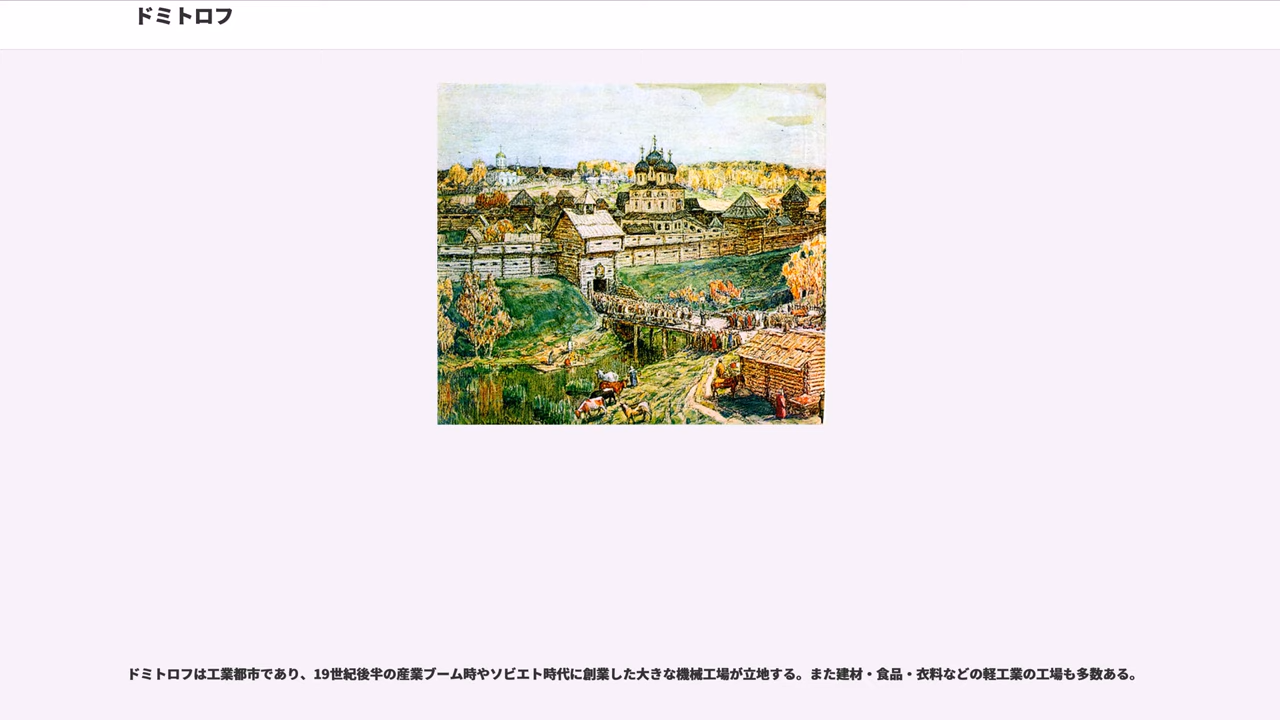 ドミトロフ
ドミトロフは工業都市であり、19世紀後半の産業ブーム時やソビエト時代に創業した大きな機械工場が立地する。また建材・食品・衣料などの軽工業の工場も多数ある。